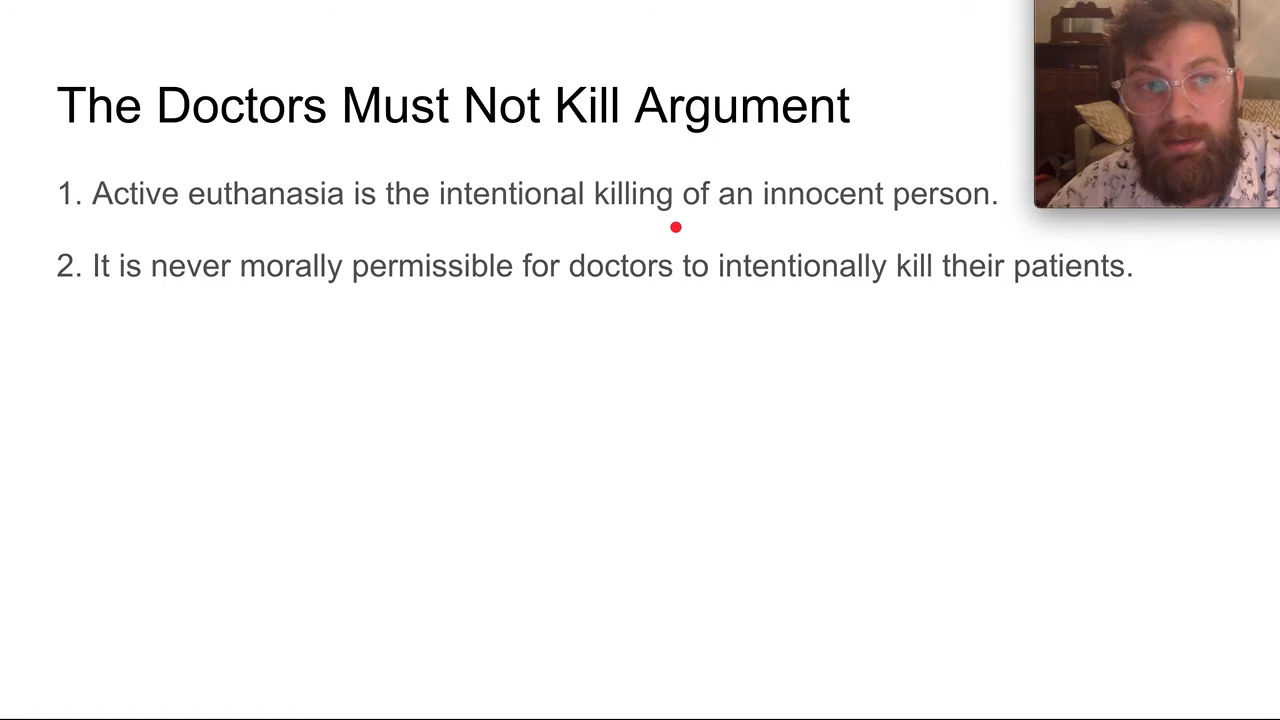 The Doctors Must Not Kill Argument
1. Active euthanasia is the intentional killing of an innocent person.
2. It is never morally permissible for doctors to intentionally kill their patients.